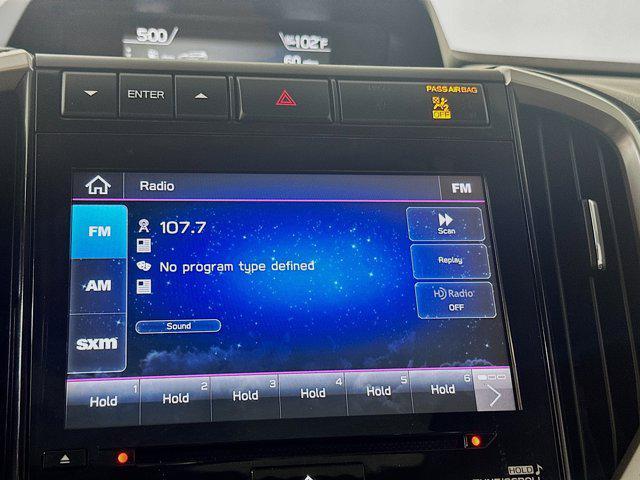 500 102°F
ENTER
PASS AIR BAG
OFF
Radio FM
FM 107.7
Scan
No program type defined
Replay
AM
HD Radio
OFF
Sound
sxm
1 2 3 4 5 6
Hold Hold Hold Hold Hold Hold
HOLD